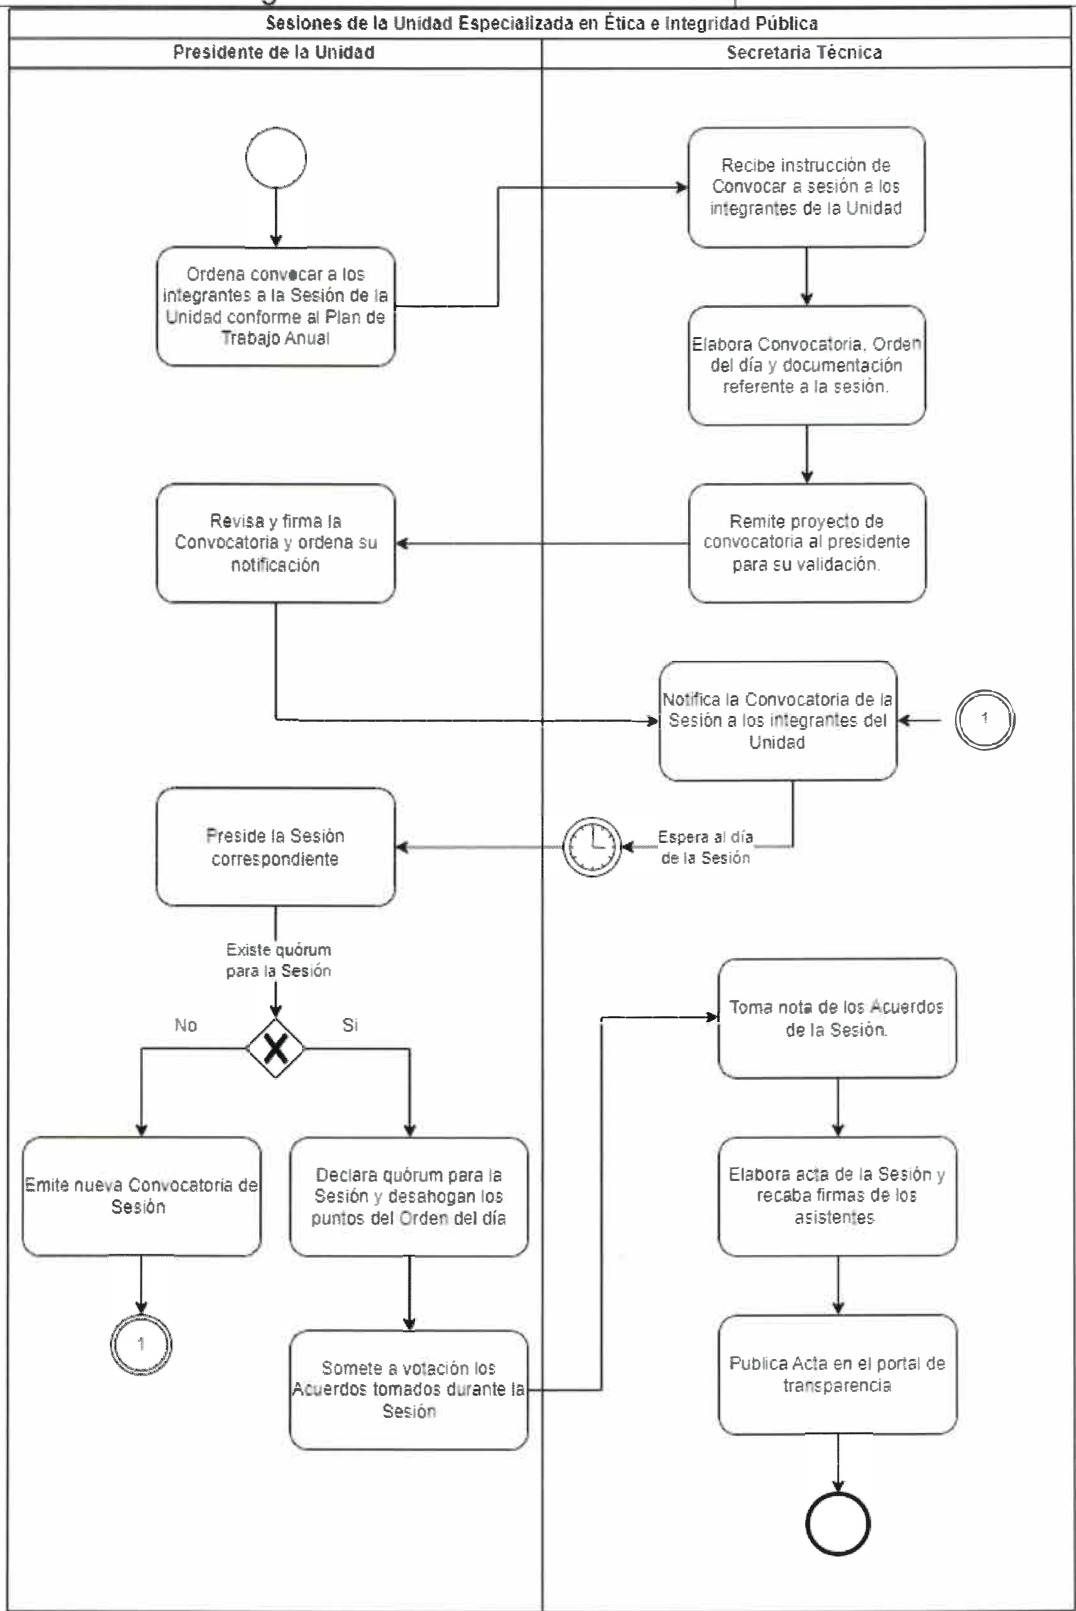 Sesiones de la Unidad Especializada en Ética e Integridad Pública
Presidente de la Unidad
Secretaria Técnica
Recibe instrucción de
Convocar a sesión a los
integrantes de la Unidad
Ordena convocar a los
integrantes a la Sesión de la
Unidad conforme al Plan de
Trabajo Anual
Elabora Convocatoria, Orden
del día y documentación
referente a la sesión.
Remite proyecto de
convocatoria al presidente
para su validación.
Revisa y firma la
Convocatoria y ordena su
notificación
Notifica la Convocatoria de la
Sesión a los integrantes del
Unidad
1
Espera al día
de la Sesión
Preside la Sesión
correspondiente
Existe quórum
para la Sesión
No
Si
Toma nota de los Acuerdos
de la Sesión.
Emite nueva Convocatoria de
Sesión
Declara quórum para la
Sesión y desahogan los
puntos del Orden del día
Elabora acta de la Sesión y
recaba firmas de los
asistentes
1
Somete a votación los
Acuerdos tomados durante la
Sesión
Publica Acta en el portal de
transparencia